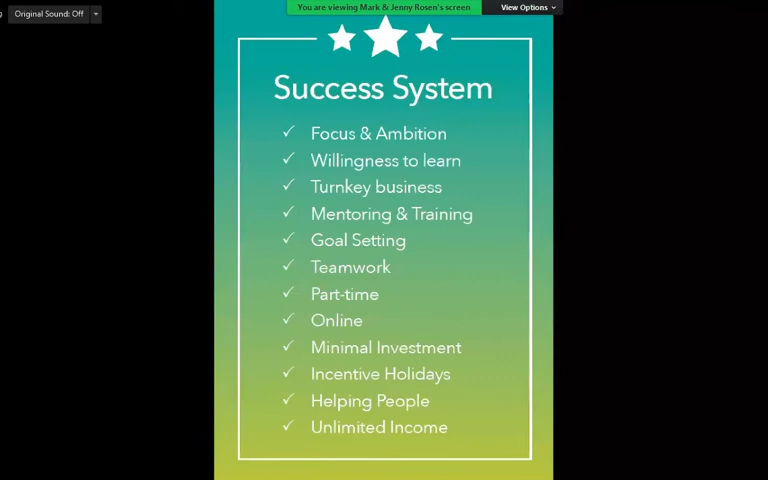 You are viewing Mark & Jenny Rosen's screen
View Options
Original Sound: Off
Success System
Focus & Ambition
Willingness to learn
Turnkey business
Mentoring & Training
Goal Setting
Teamwork
Part-time
Online
Minimal Investment
Incentive Holidays
Helping People
Unlimited Income